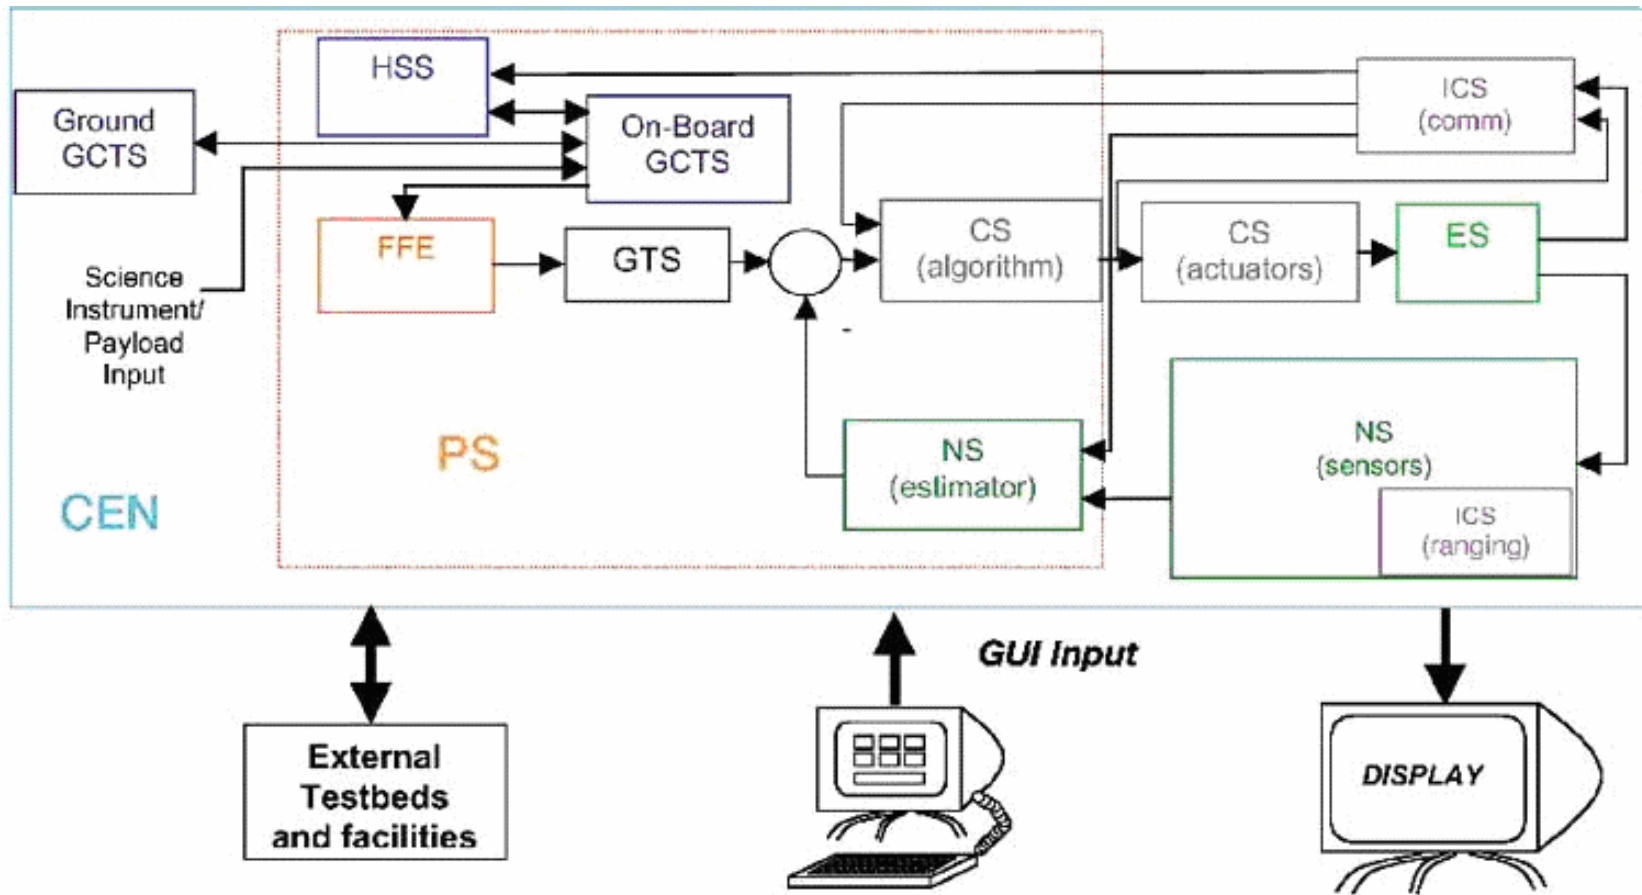 HSS
ICS
(comm)
Ground
GCTS
On-Board
GCTS
FFE
GTS
CS
(algorithm)
CS
(actuators)
ES
Science
Instrument/
Payload
Input
-
PS
CEN
NS
(estimator)
NS
(sensors)
ICS
(ranging)
GUI Input
External
Testbeds
and facilities
DISPLAY